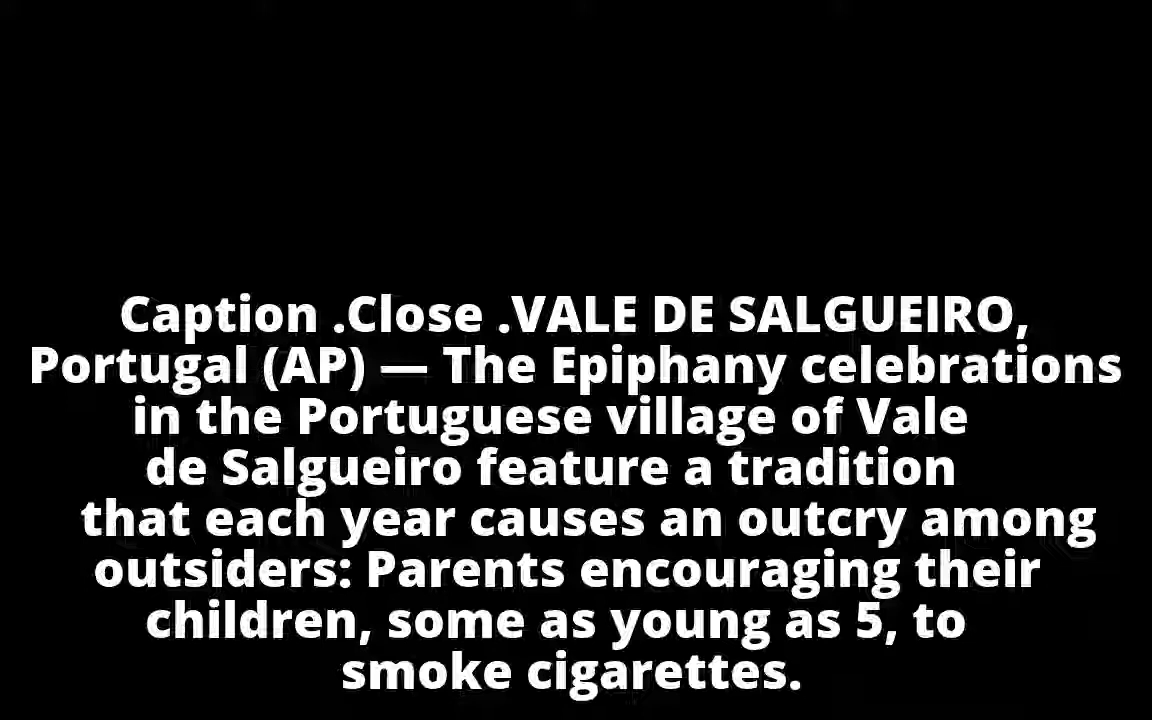 Caption .Close .VALE DE SALGUEIRO,
Portugal (AP) — The Epiphany celebrations
in the Portuguese village of Vale
de Salgueiro feature a tradition
that each year causes an outcry among
outsiders: Parents encouraging their
children, some as young as 5, to
smoke cigarettes.